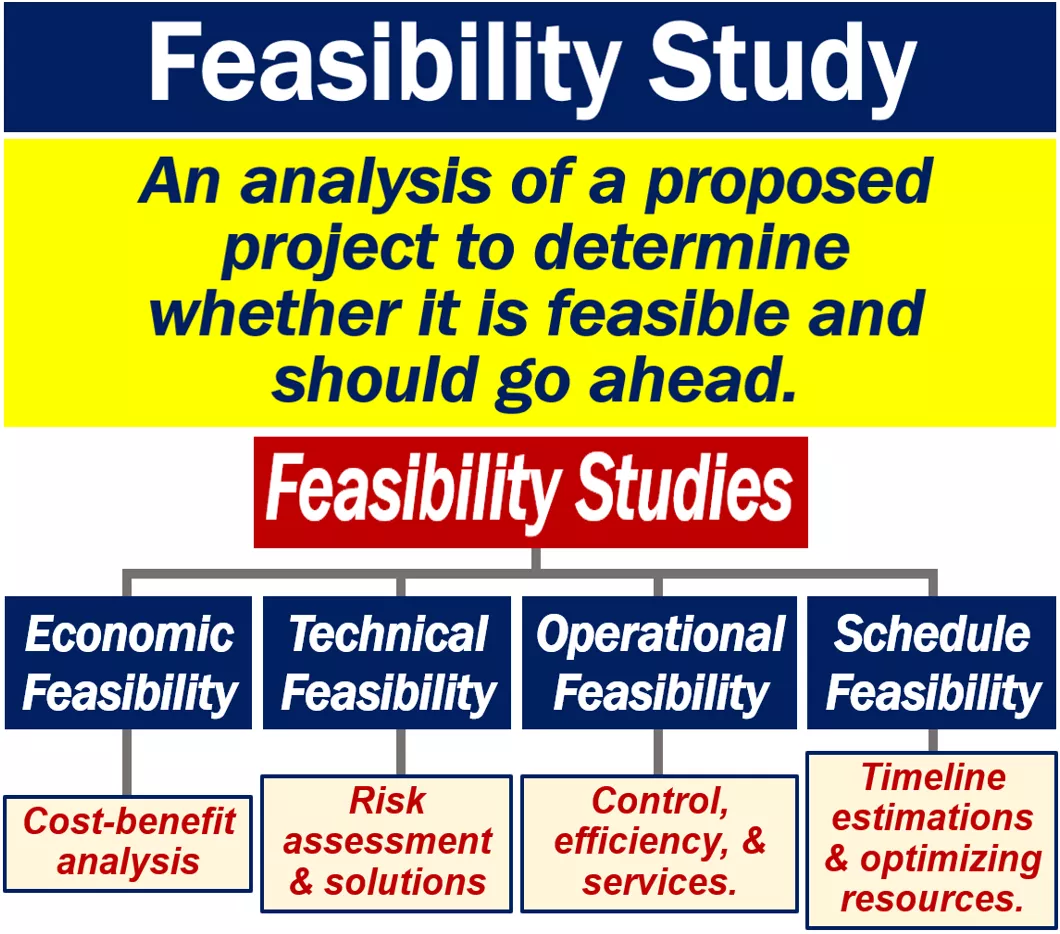 Feasibility Study
An analysis of a proposed
project to determine
whether it is feasible and
should go ahead.
Feasibility Studies
Economic
Feasibility
Technical
Feasibility
Operational
Feasibility
Schedule
Feasibility
Cost-benefit
analysis
Risk
assessment
& solutions
Control,
efficiency, &
services.
Timeline
estimations
& optimizing
resources.